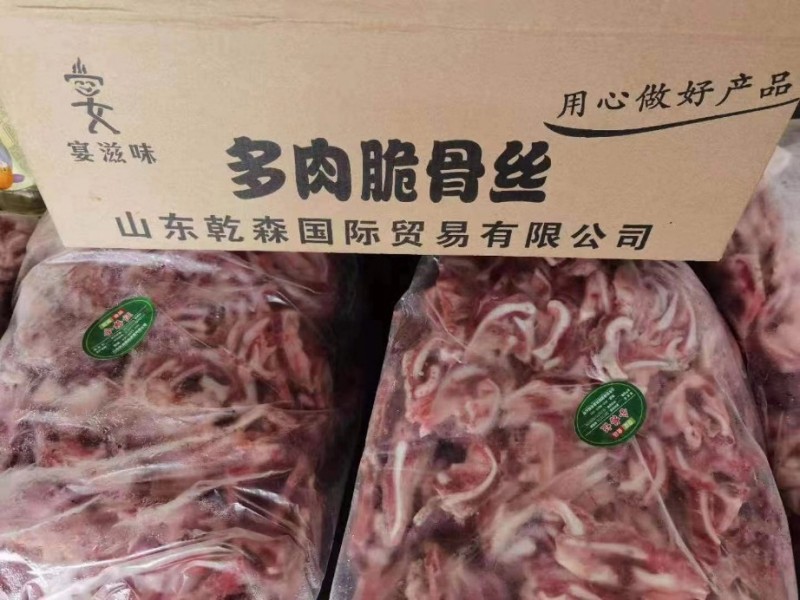 用心做好产品
宴滋味
多肉脆骨丝
山东乾森国际贸易有限公司